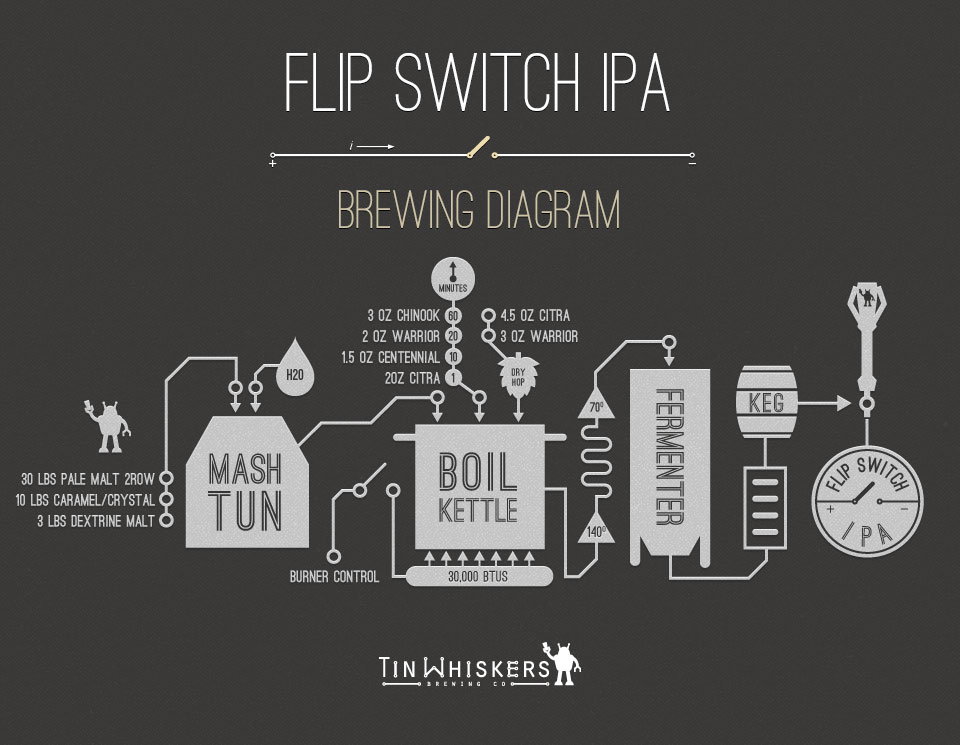 FLIP SWITCH IPA
i
+
–
BREWING DIAGRAM
MINUTES
3 OZ CHINOOK 60
2 OZ WARRIOR 20
1.5 OZ CENTENNIAL 10
2OZ CITRA 1
4.5 OZ CITRA
3 OZ WARRIOR
DRY
HOP
H20
30 LBS PALE MALT 2ROW
10 LBS CARAMEL/CRYSTAL
3 LBS DEXTRINE MALT
MASH
TUN
BOIL
KETTLE
BURNER CONTROL
30,000 BTUS
70°
140°
FERMENTER
KEG
FLIP SWITCH
+
–
IPA
TIN WHISKERS
BREWING CO